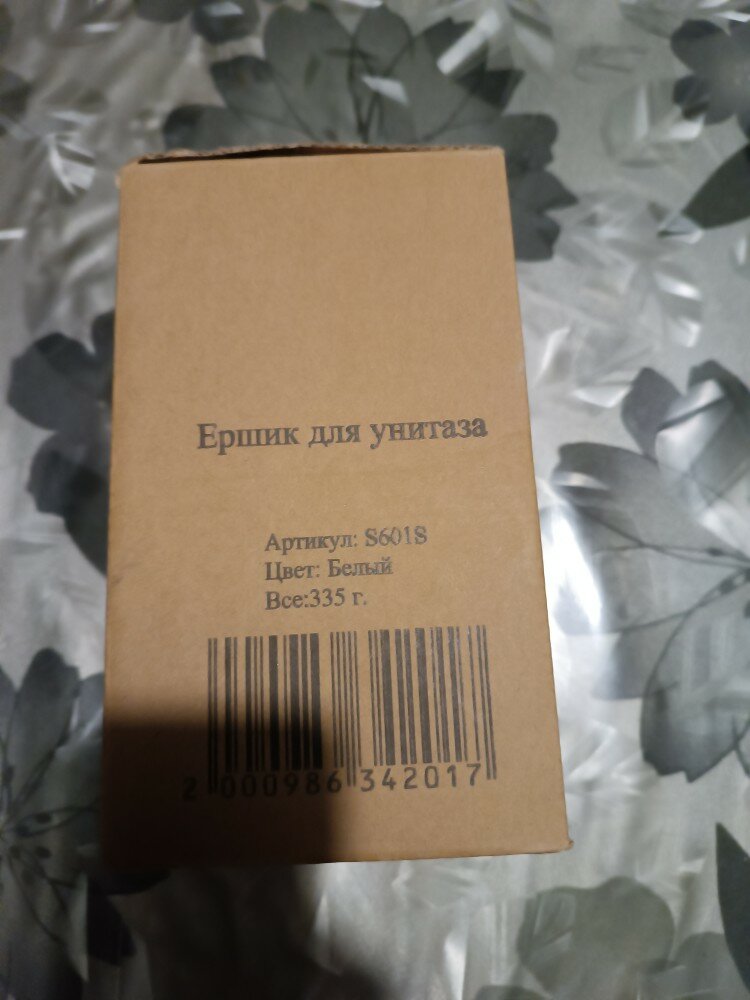 Ершик для унитаза
Артикул: S601S
Цвет: Белый
Все:335 г.
2 000986 342017